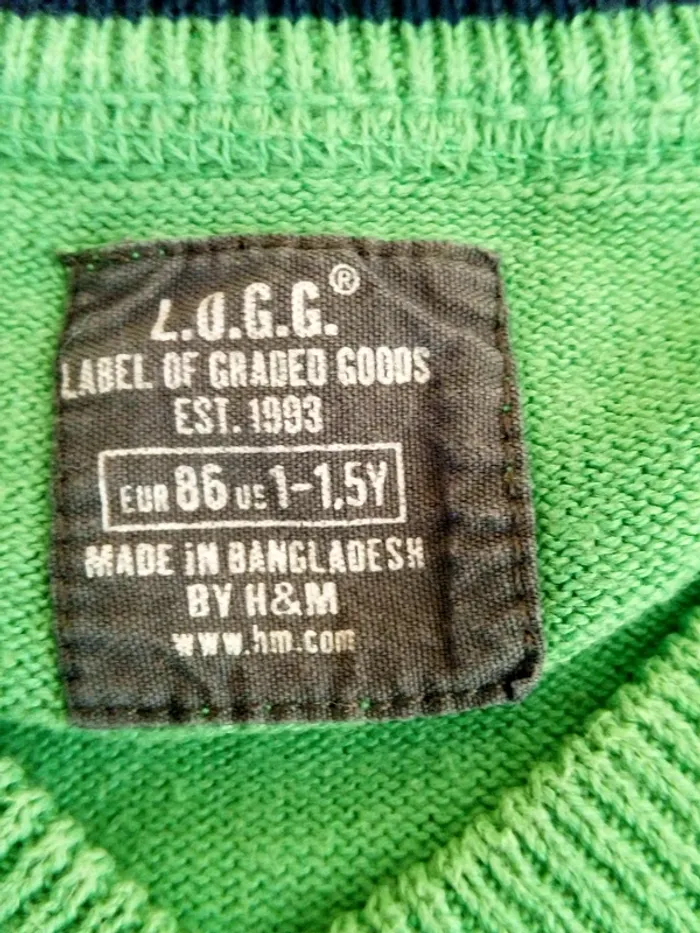 L.O.G.G.®
LABEL OF GRADED GOODS
EST. 1993
EUR 86 US 1-1,5Y
MADE IN BANGLADESH
BY H&M
www.hm.com